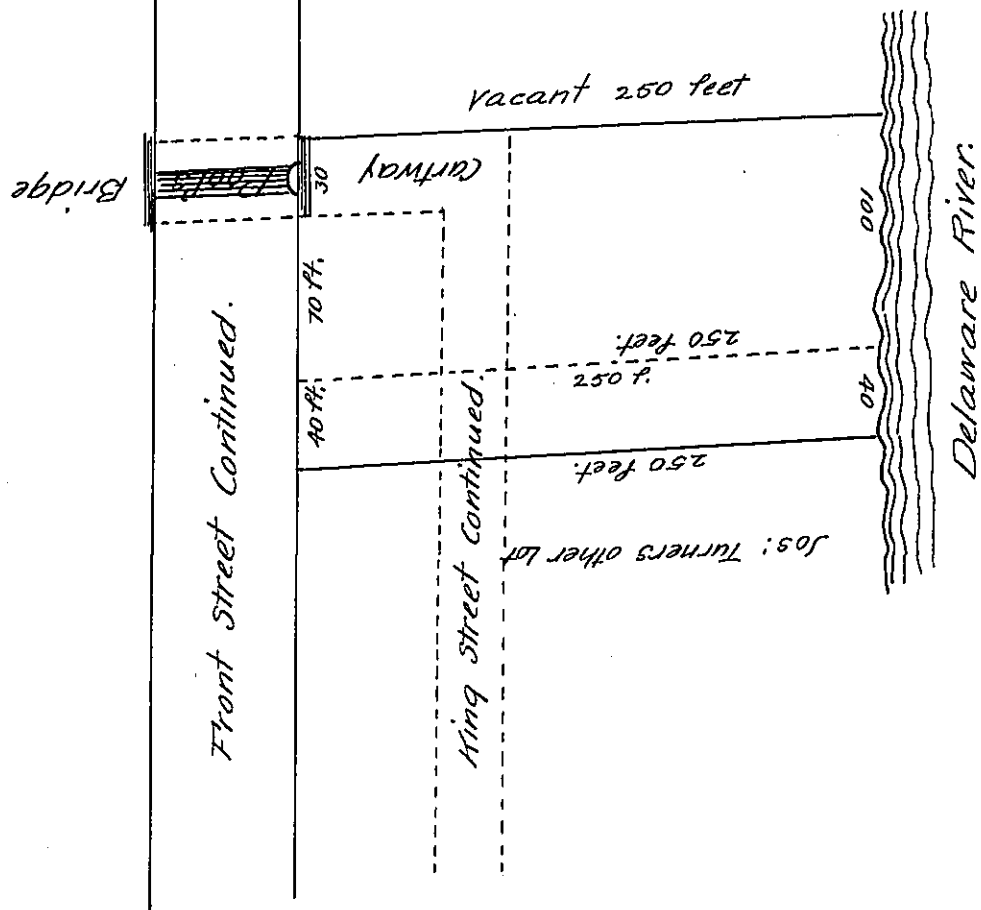 Vacant 250 feet
Bridge
Pool's
30
Cartway
100
Delaware River.
70 ft.
Front Street Continued.
250 feet.
250 f.
40 ft.
40
King Street Continued.
250 feet.
Jos: Turners other Lot